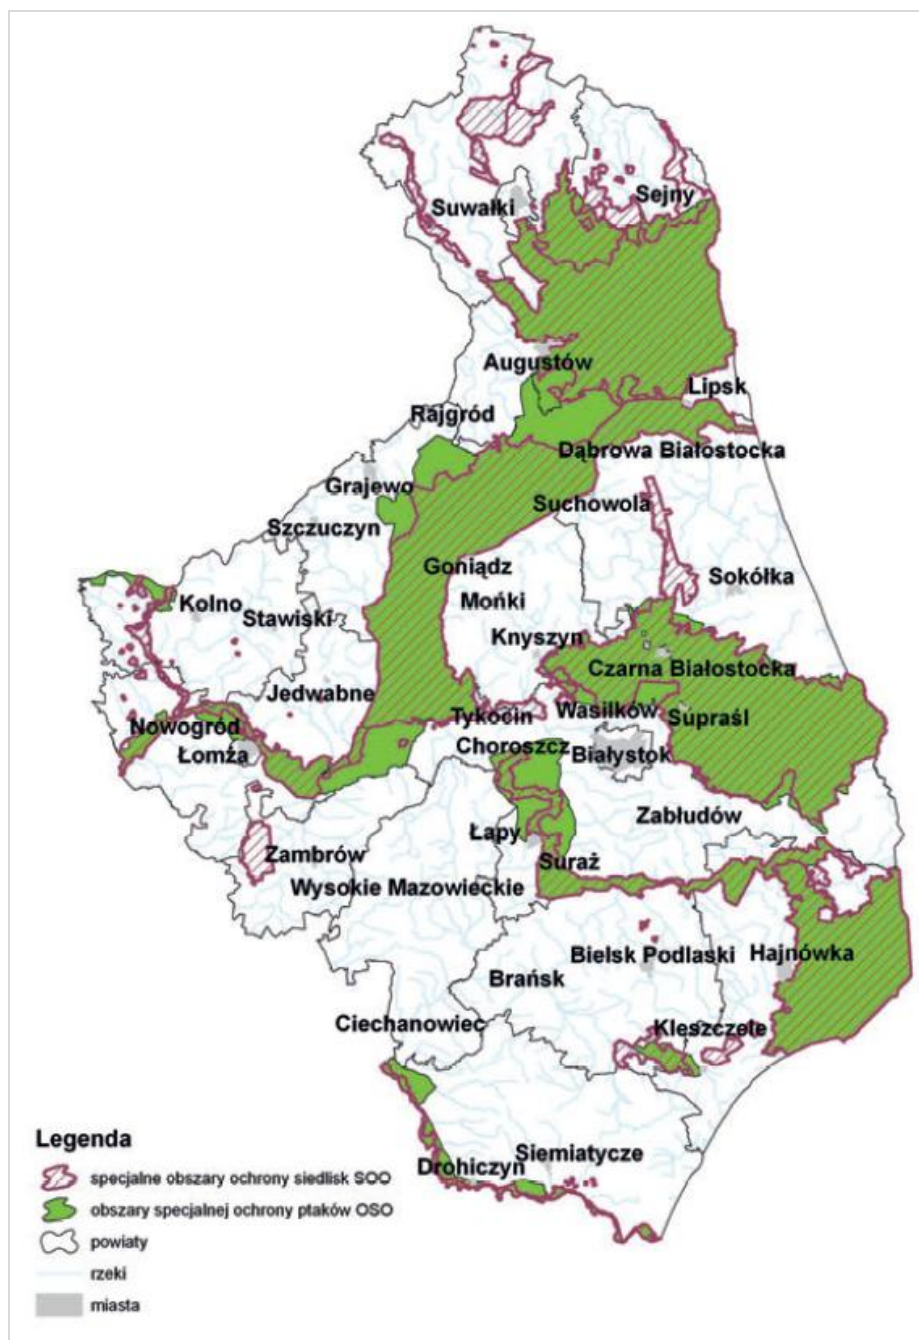 Sejny
Suwałki
Augustów
Lipsk
Rajgród
Dąbrowa Białostocka
Grajewo
Suchowola
Szczuczyn
Goniądz
Sokółka
Kolno
Mońki
Stawiski
Knyszyn
Czarna Białostocka
Jedwabne
Nowogród
Tykocin
Wasilków
Supraśl
Łomża
Choroszcz
Białystok
Zabłudów
Łapy
Zambrów
Suraż
Wysokie Mazowieckie
Bielsk Podlaski
Hajnówka
Brańsk
Ciechanowiec
Kleszczele
Siemiatycze
Drohiczyn
Legenda
specjalne obszary ochrony siedlisk SOO
obszary specjalnej ochrony ptaków OSO
powiaty
rzeki
miasta